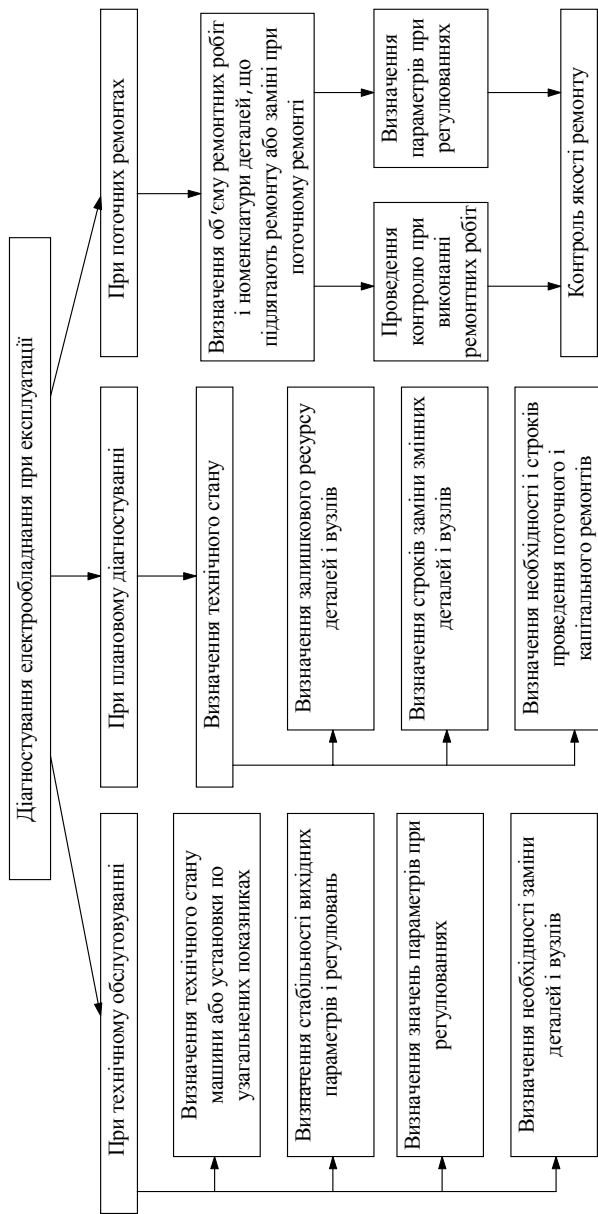 Діагностування електрообладнання при експлуатації
При технічному обслуговуванні
Визначення технічного стану
машини або установки по
узагальнених показниках
Визначення стабільності вихідних
параметрів і регулювань
Визначення значень параметрів при
регулюваннях
Визначення необхідності заміни
деталей і вузлів
При плановому діагностуванні
Визначення технічного стану
Визначення залишкового ресурсу
деталей і вузлів
Визначення строків заміни змінних
деталей і вузлів
Визначення необхідності і строків
проведення поточного і
капітального ремонтів
При поточних ремонтах
Визначення об‘єму ремонтних робіт
і номенклатури деталей, що
підлягають ремонту або заміні при
поточному ремонті
Проведення
контролю при
виконанні
ремонтних робіт
Визначення
параметрів при
регулюваннях
Контроль якості ремонту